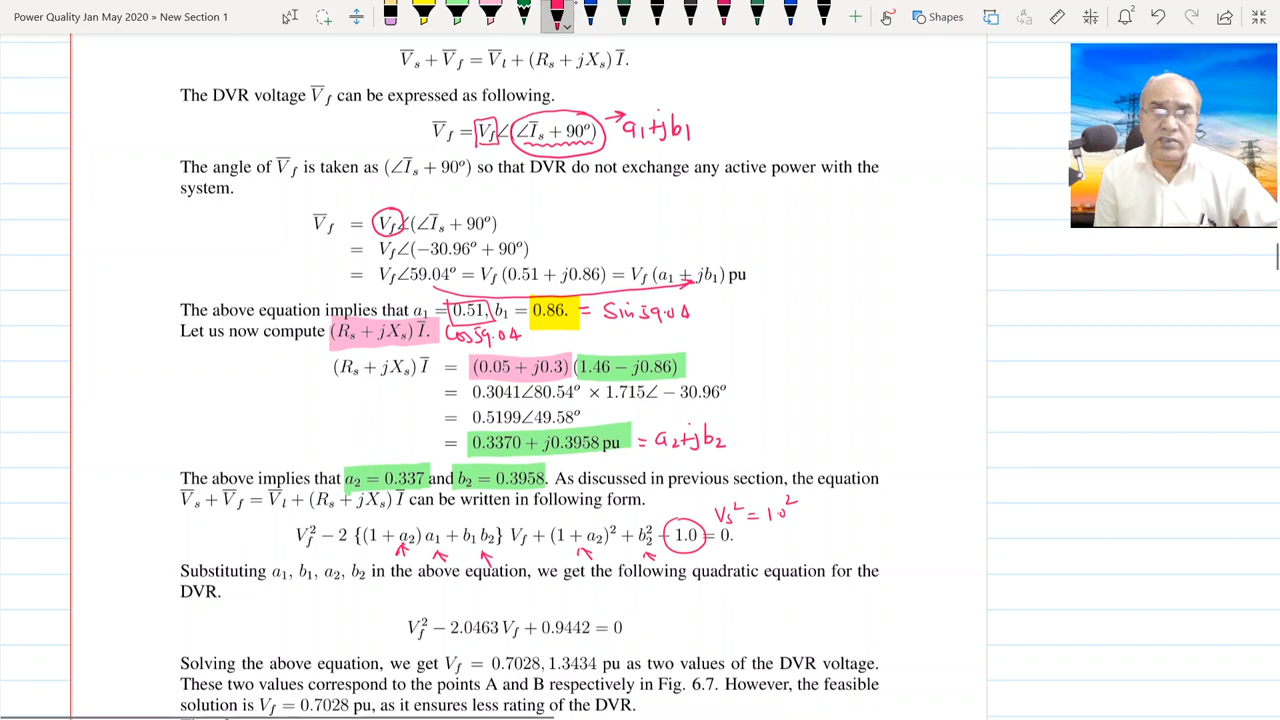 Power Quality Jan May 2020 » New Section 1
Shapes
V̅s + V̅f = V̅l + (Rs + jXs) I̅.
The DVR voltage V̅f can be expressed as following.
V̅f = Vf∠(∠I̅s + 90°) → a1+jb1
The angle of V̅f is taken as (∠I̅s + 90°) so that DVR do not exchange any active power with the
system.
V̅f = Vf∠(∠I̅s + 90°)
= Vf∠(−30.96° + 90°)
= Vf∠59.04° = Vf (0.51 + j0.86) = Vf (a1 + jb1) pu
The above equation implies that a1 = 0.51, b1 = 0.86. = Sin59.04
Let us now compute (Rs + jXs) I̅. Cos59.04
(Rs + jXs) I̅ = (0.05 + j0.3) (1.46 − j0.86)
= 0.3041∠80.54° × 1.715∠ − 30.96°
= 0.5199∠49.58°
= 0.3370 + j0.3958 pu = a2+jb2
The above implies that a2 = 0.337 and b2 = 0.3958. As discussed in previous section, the equation
V̅s + V̅f = V̅l + (Rs + jXs) I̅ can be written in following form.
Vs² = 1.0²
Vf² − 2 {(1 + a2) a1 + b1 b2} Vf + (1 + a2)² + b2² − 1.0 = 0.
Substituting a1, b1, a2, b2 in the above equation, we get the following quadratic equation for the
DVR.
Vf² − 2.0463 Vf + 0.9442 = 0
Solving the above equation, we get Vf = 0.7028, 1.3434 pu as two values of the DVR voltage.
These two values correspond to the points A and B respectively in Fig. 6.7. However, the feasible
solution is Vf = 0.7028 pu, as it ensures less rating of the DVR.